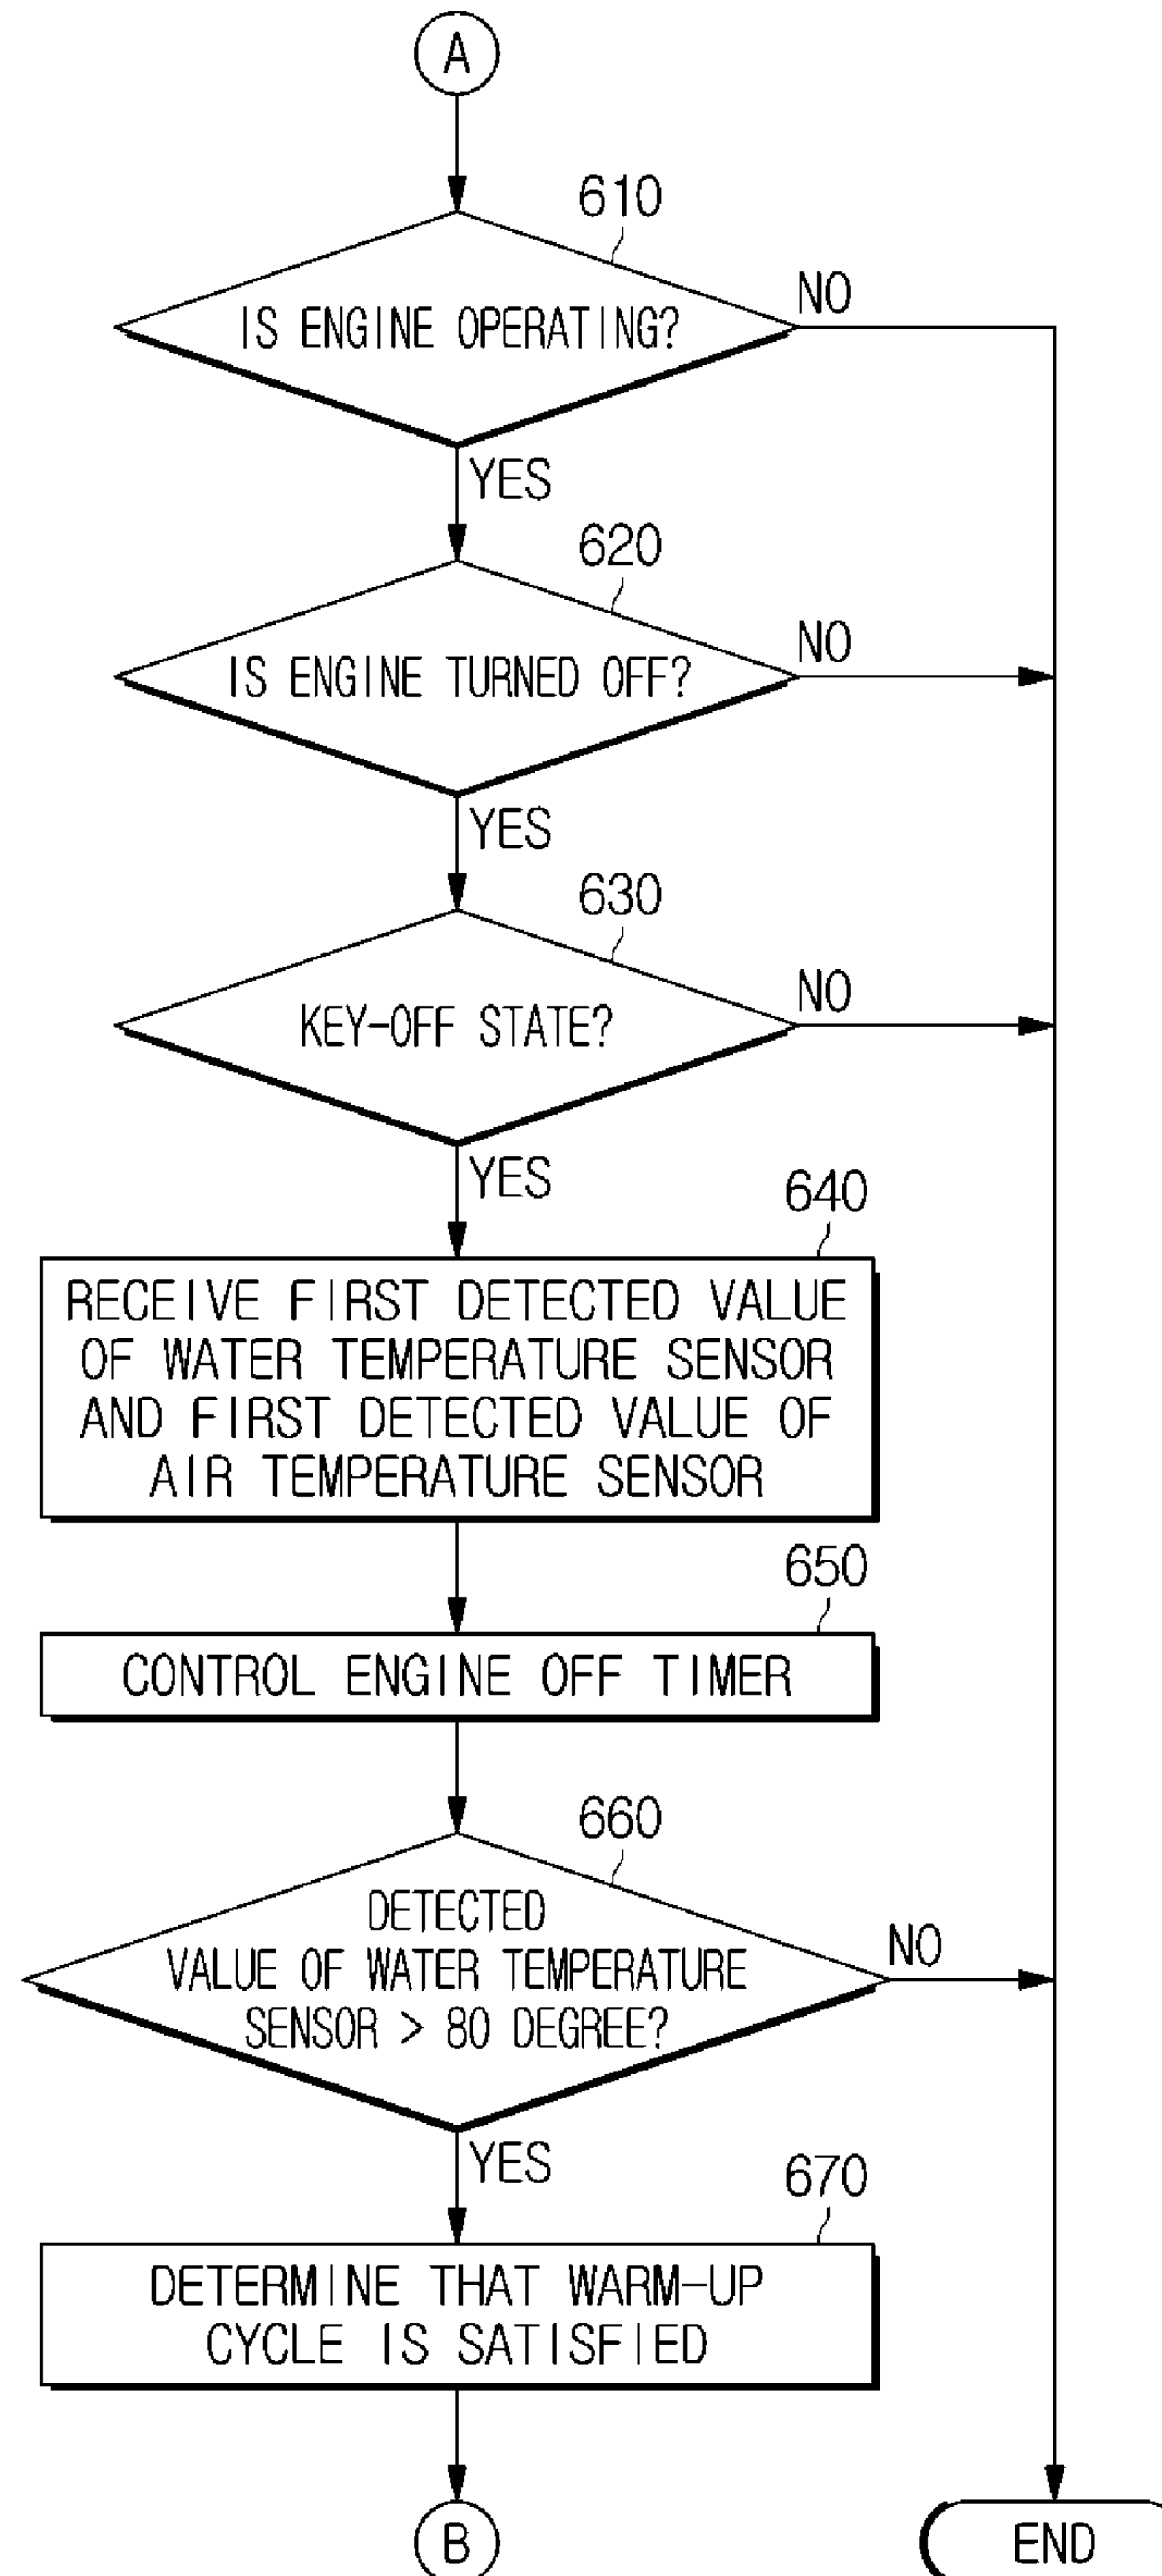 A
610
IS ENGINE OPERATING?
NO
YES
620
IS ENGINE TURNED OFF?
NO
YES
630
KEY-OFF STATE?
NO
YES
640
RECEIVE FIRST DETECTED VALUE
OF WATER TEMPERATURE SENSOR
AND FIRST DETECTED VALUE OF
AIR TEMPERATURE SENSOR
650
CONTROL ENGINE OFF TIMER
660
DETECTED
VALUE OF WATER TEMPERATURE
SENSOR > 80 DEGREE?
NO
YES
670
DETERMINE THAT WARM-UP
CYCLE IS SATISFIED
B
END